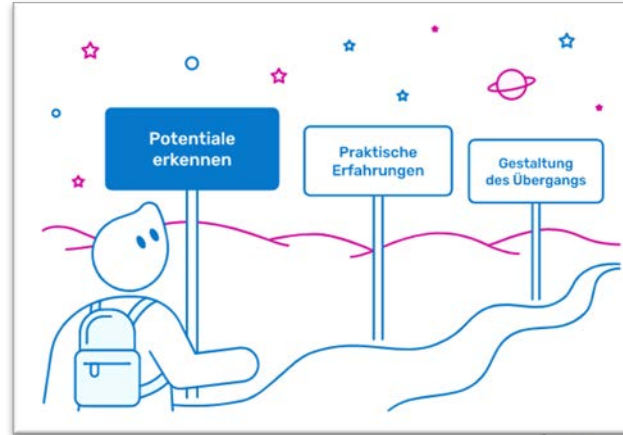 Potentiale
erkennen
Praktische
Erfahrungen
Gestaltung
des Übergangs